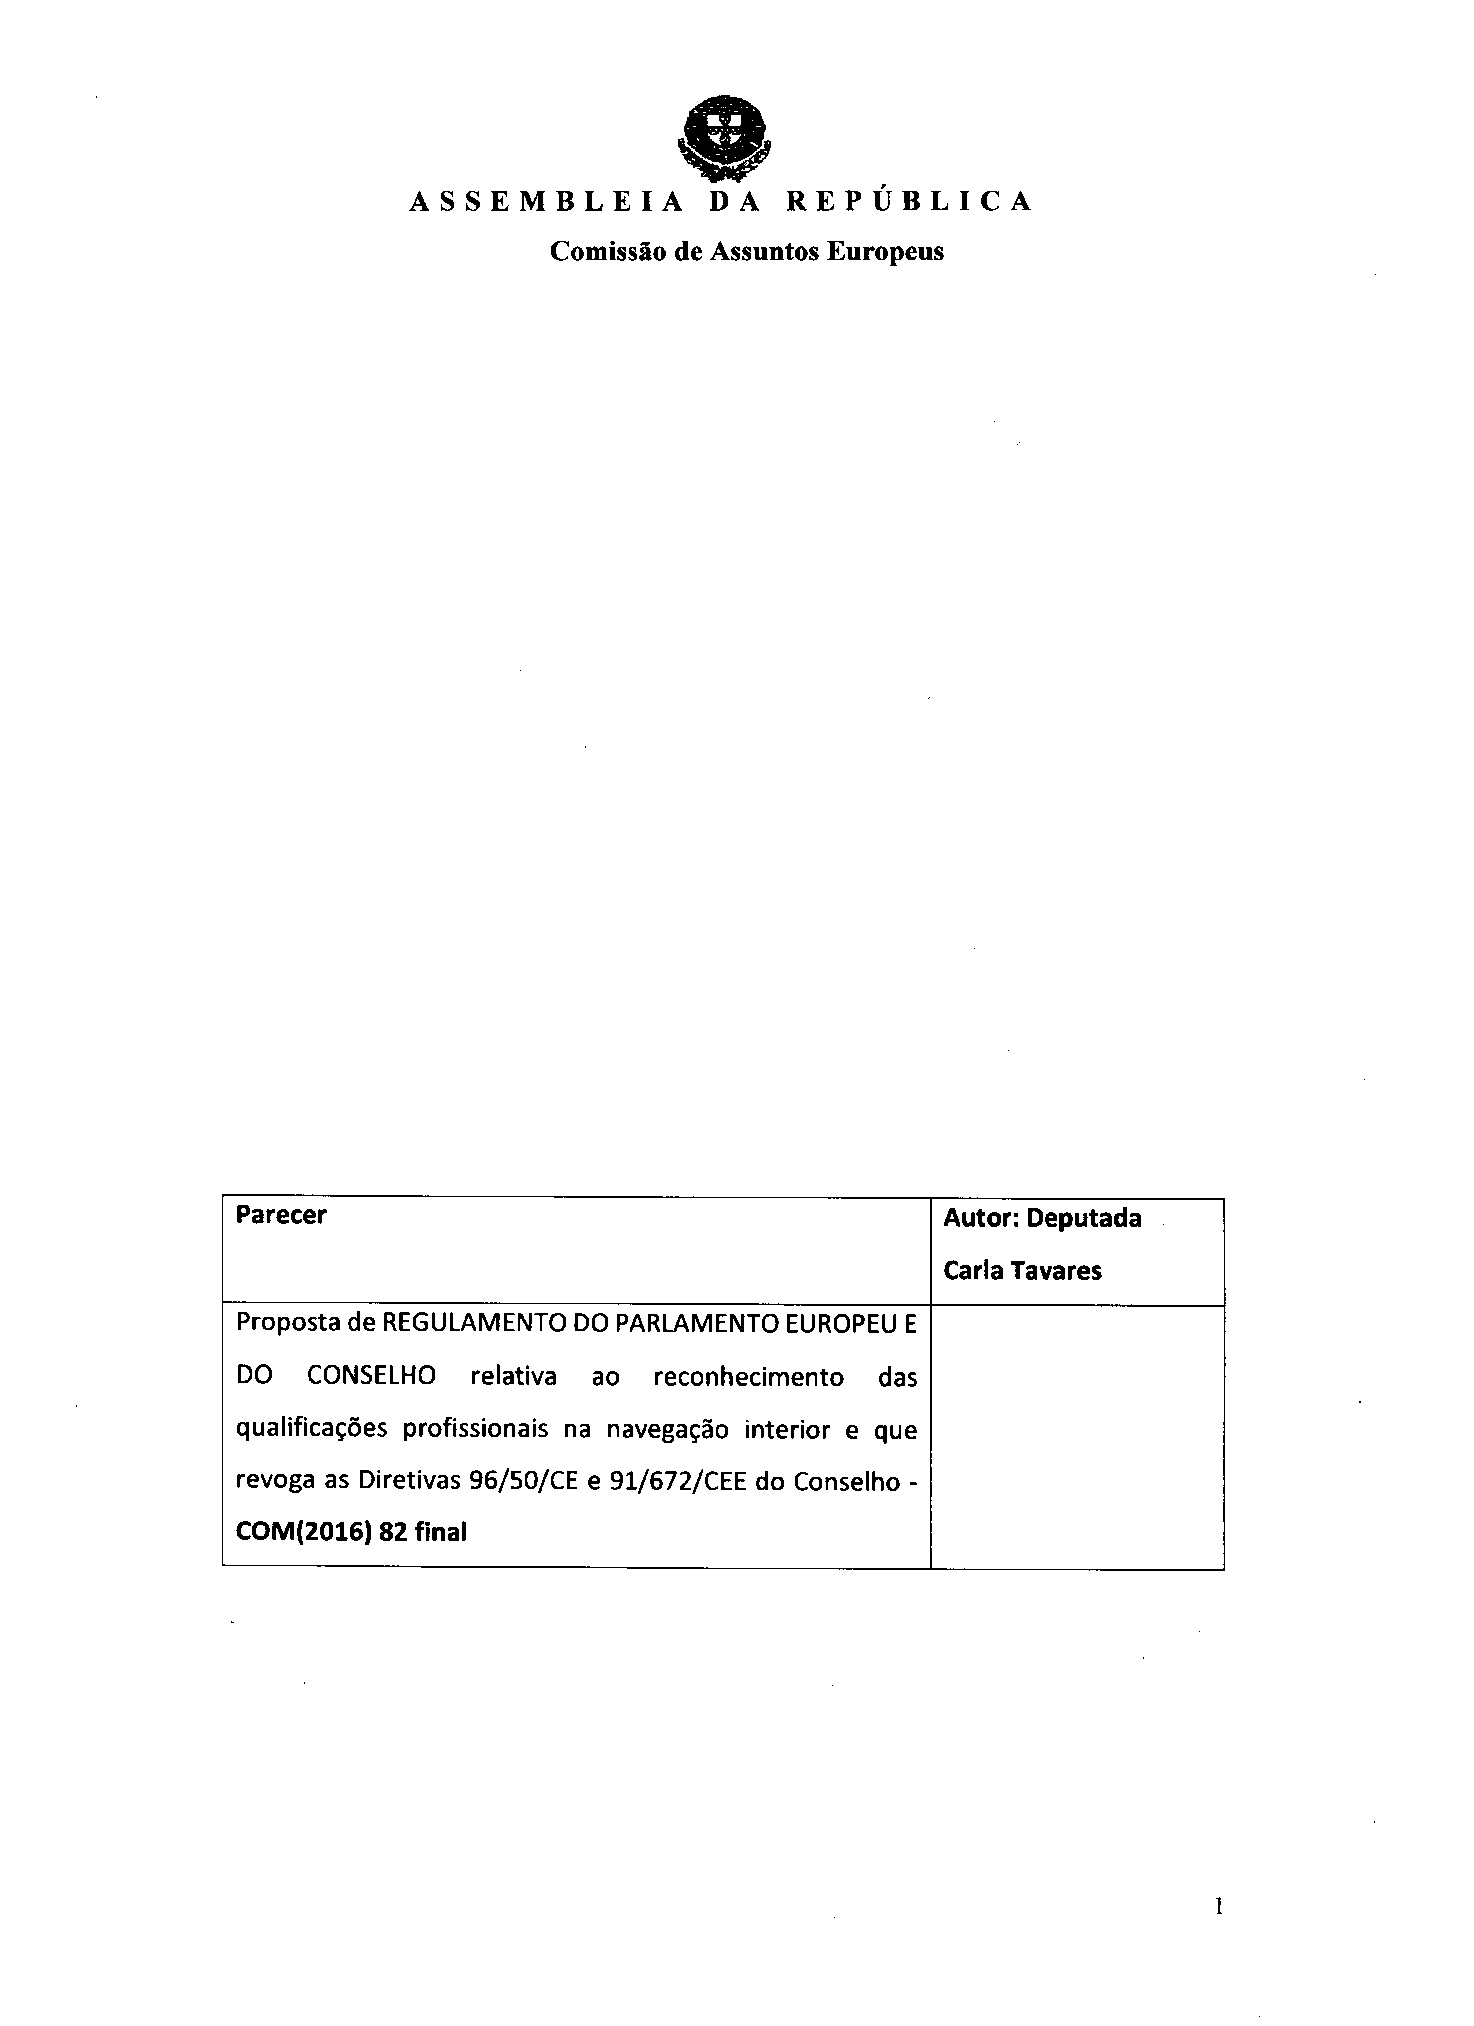 ASSEMBLEIA DA REPÚBLICA
Comissão de Assuntos Europeus
Parecer
Autor: Deputada
Carla Tavares
Proposta de REGULAMENTO DO PARLAMENTO EUROPEU E
DO CONSELHO relativa ao reconhecimento das
qualificações profissionais na navegação interior e que
revoga as Diretivas 96/50/CE e 91/672/CEE do Conselho -
COM(2016) 82 final
1